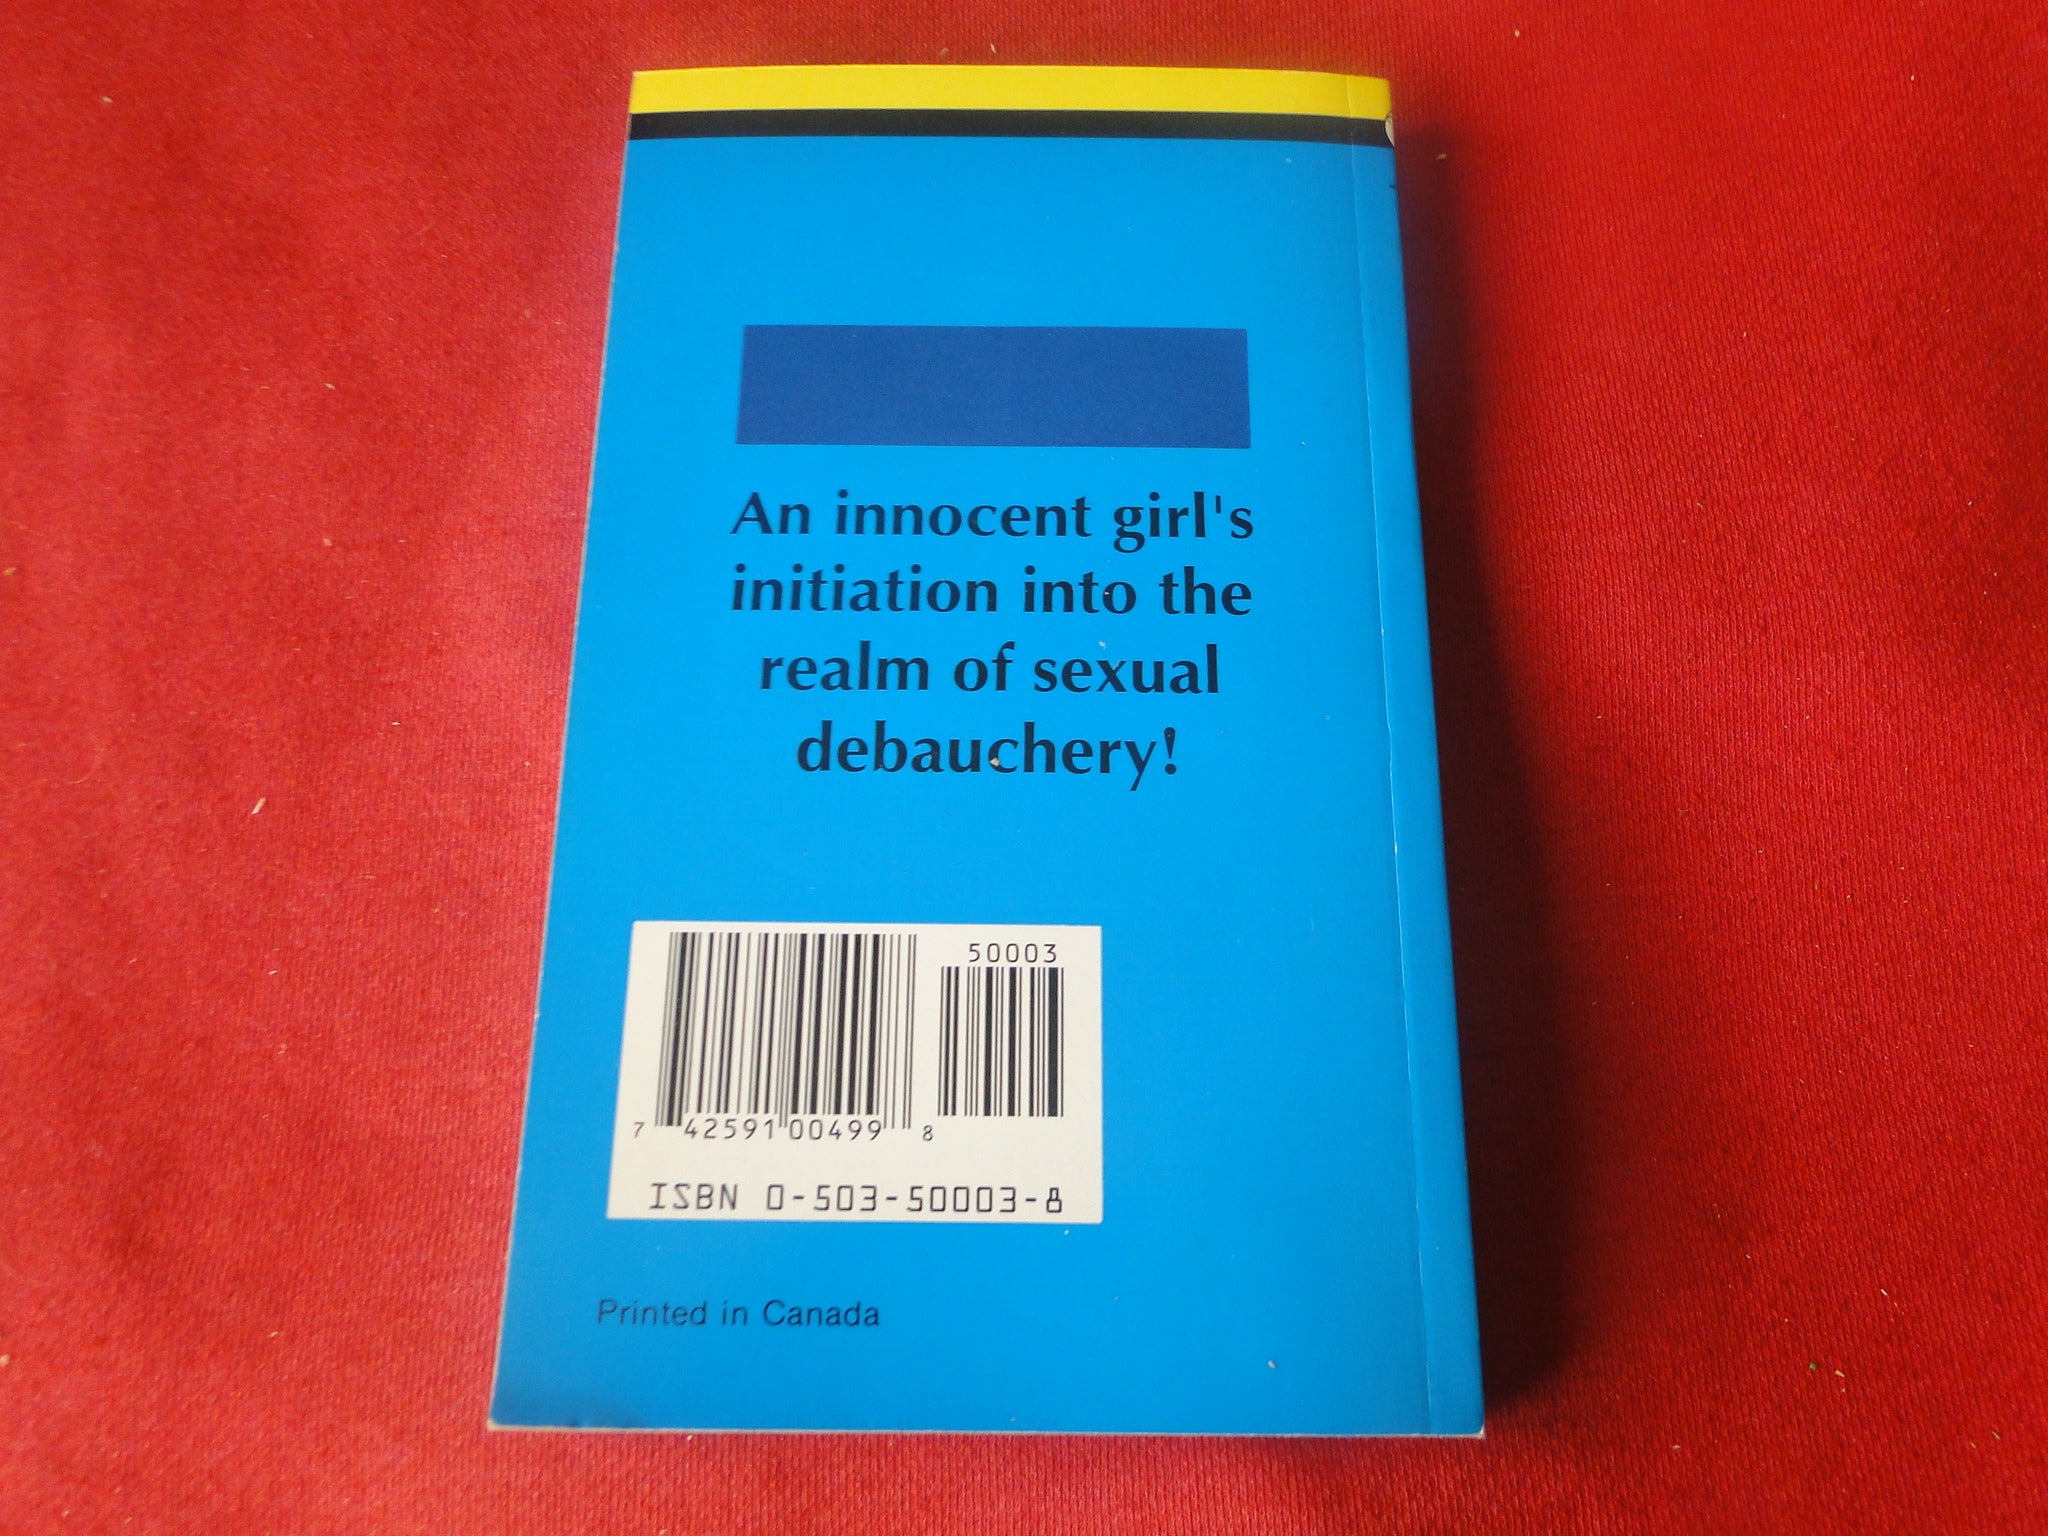 An innocent girl's
initiation into the
realm of sexual
debauchery!
50003
7 42591 00499 8
ISBN 0-503-50003-8
Printed in Canada